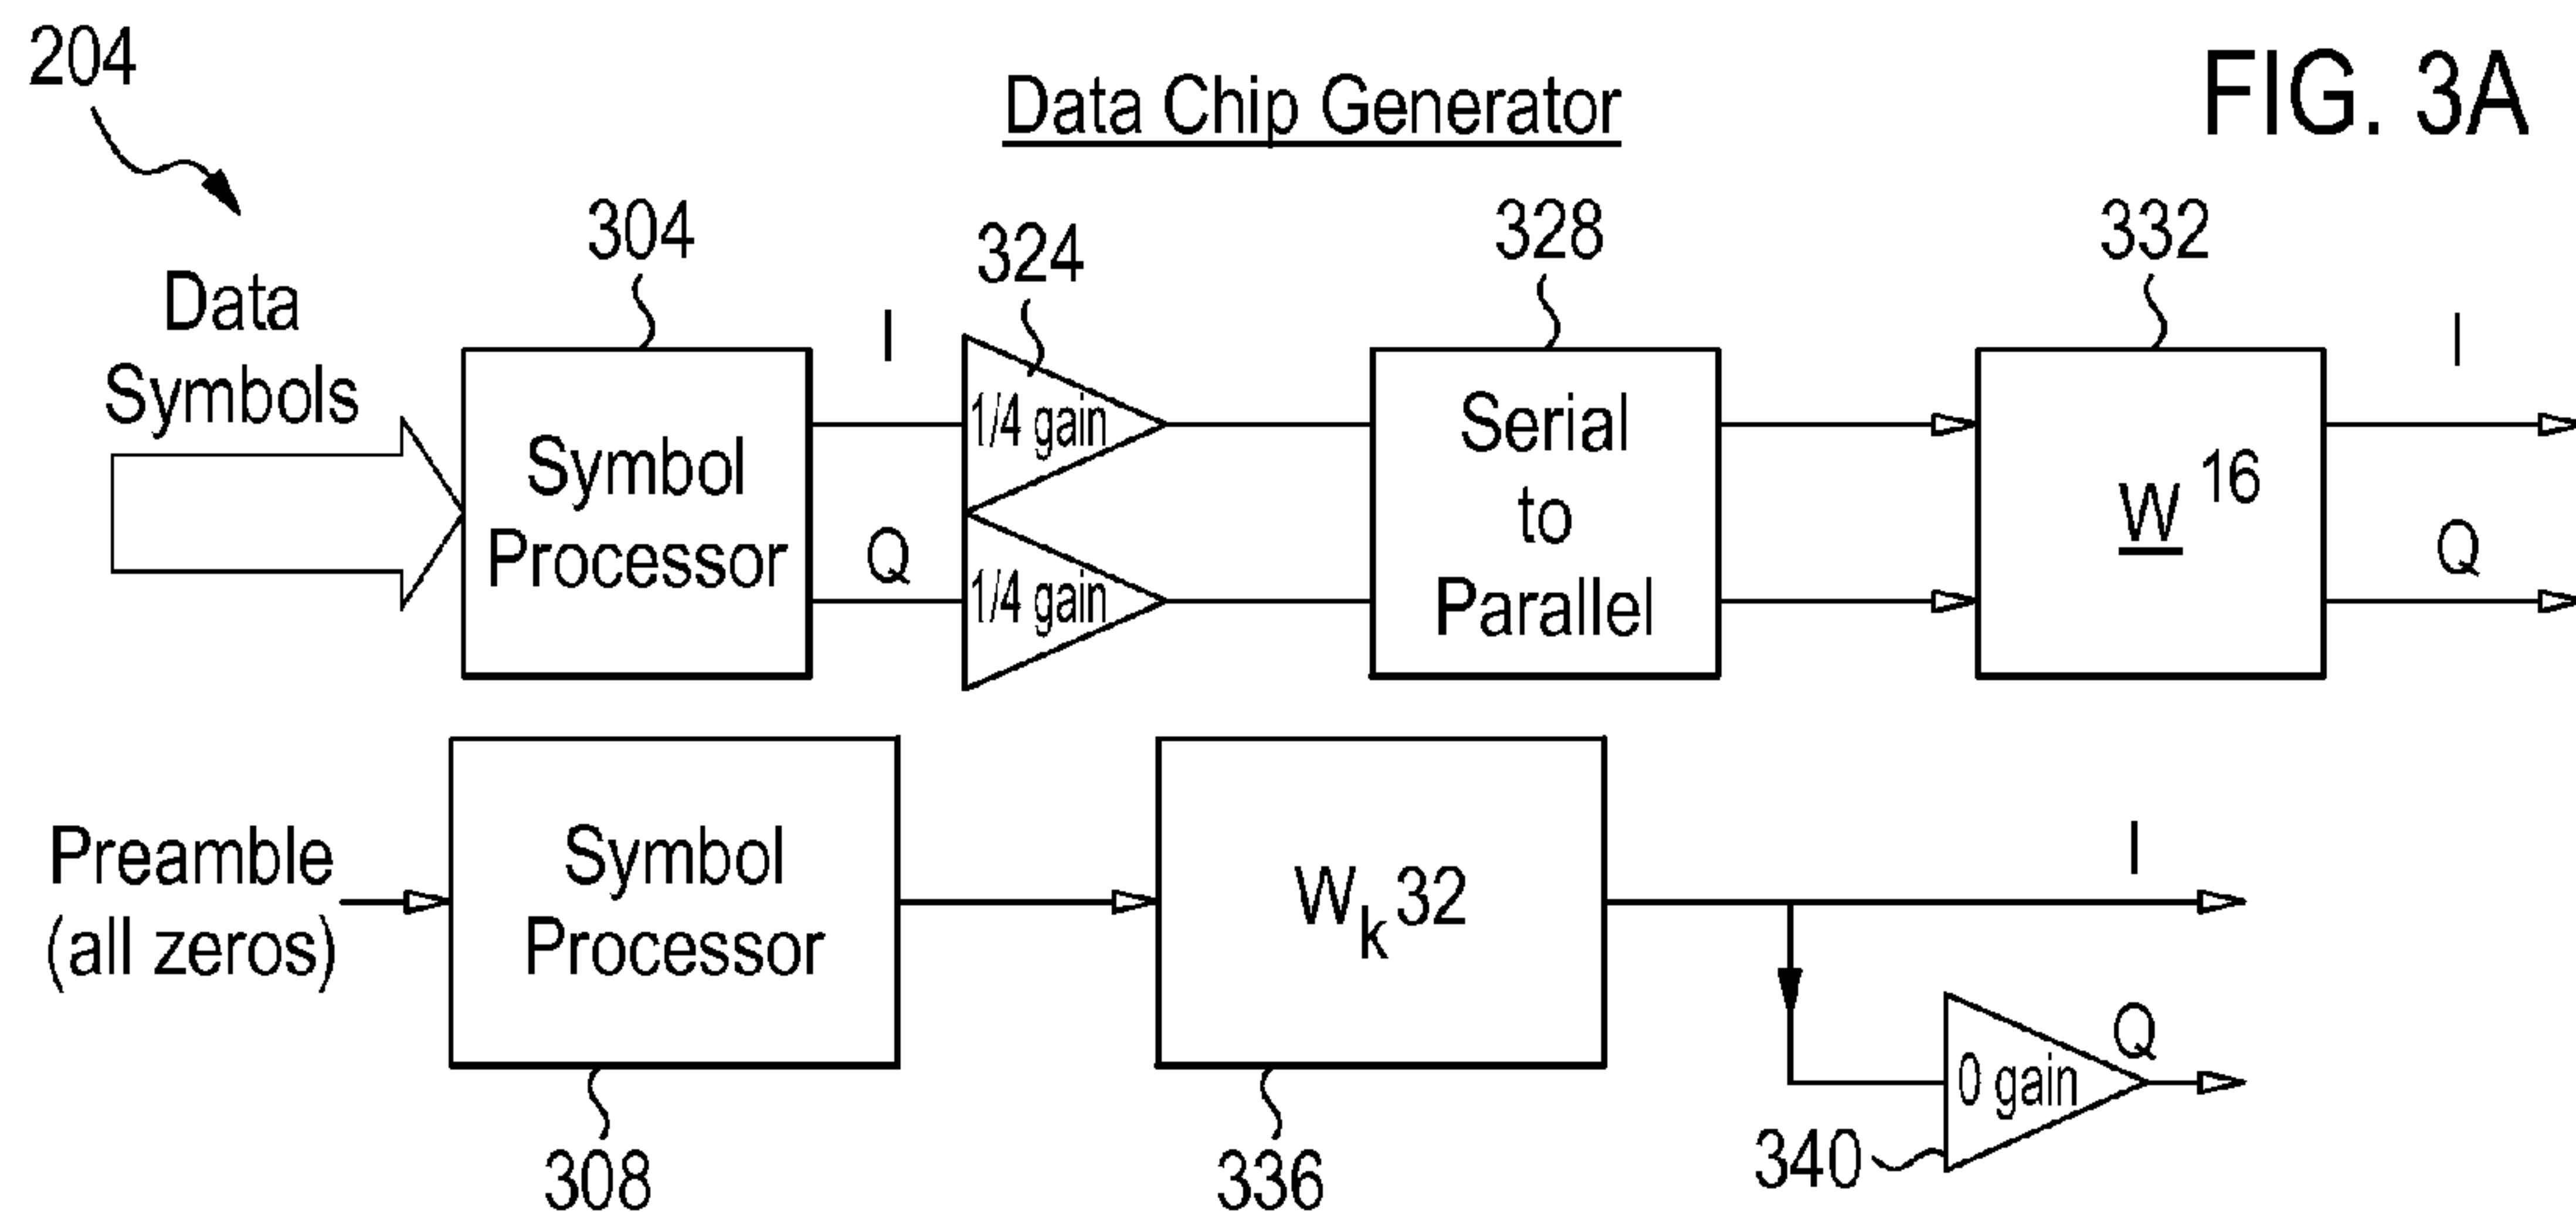 204
Data Chip Generator
FIG. 3A
Data
Symbols
304
Symbol
Processor
I
Q
324
1/4 gain
1/4 gain
328
Serial
to
Parallel
332
W 16
I
Q
Preamble
(all zeros)
Symbol
Processor
308
Wk32
336
I
Q
0 gain
340